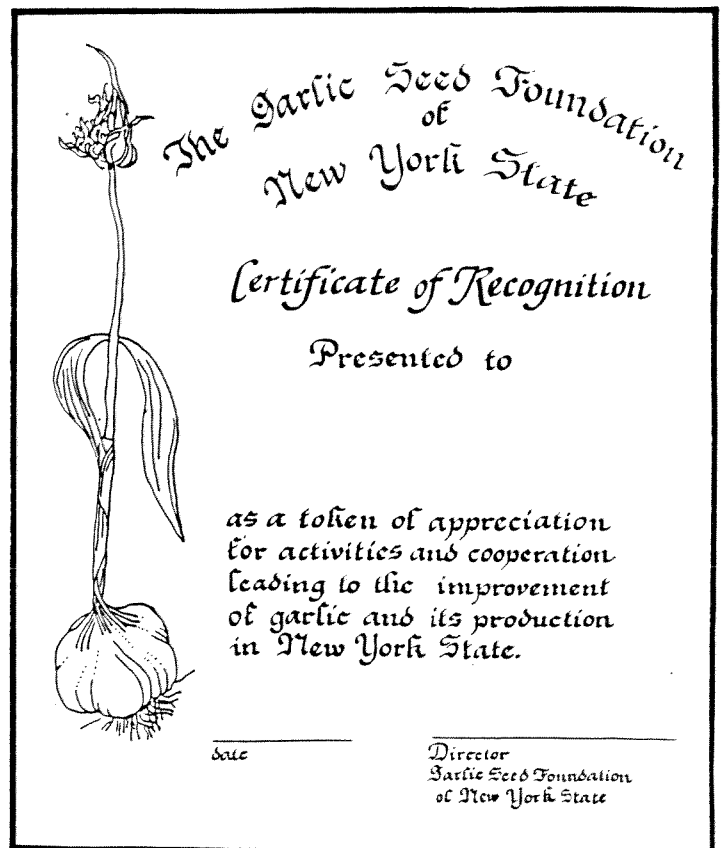 The Garlic Seed Foundation
of
New York State
Certificate of Recognition
Presented to
as a token of appreciation
for activities and cooperation
leading to the improvement
of garlic and its production
in New York State.
date
Director
Garlic Seed Foundation
of New York State